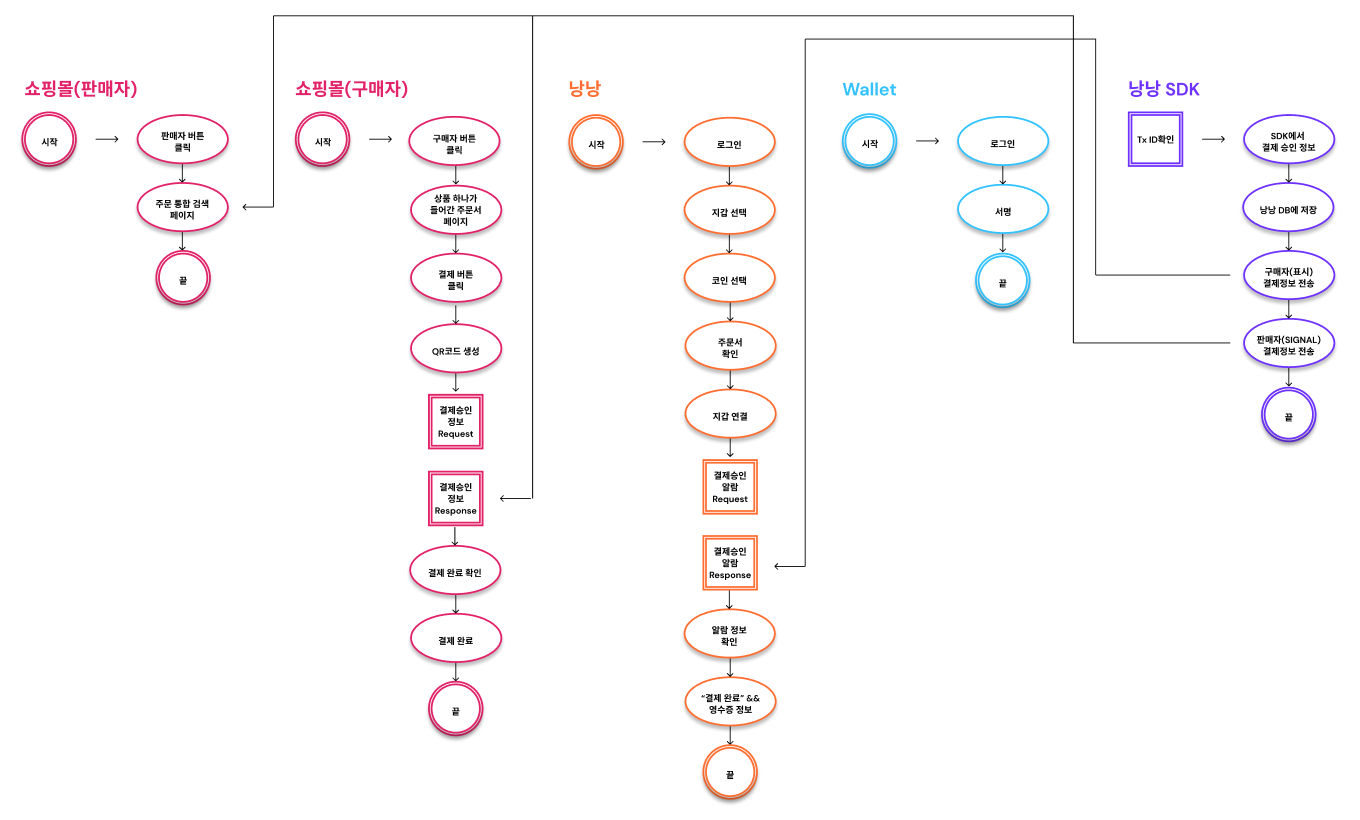 쇼핑몰(판매자)
시작
판매자 버튼
클릭
주문 통합 검색
페이지
끝
쇼핑몰(구매자)
시작
구매자 버튼
클릭
상품 하나가
들어간 주문서
페이지
결제 버튼
클릭
QR코드 생성
결제승인
정보
Request
결제승인
정보
Response
결제 완료 확인
결제 완료
끝
낭낭
시작
로그인
지갑 선택
코인 선택
주문서
확인
지갑 연결
결제승인
알람
Request
결제승인
알람
Response
알람 정보
확인
“결제 완료” &&
영수증 정보
끝
Wallet
시작
로그인
서명
끝
낭낭 SDK
Tx ID확인
SDK에서
결제 승인 정보
낭낭 DB에 저장
구매자(표시)
결제정보 전송
판매자(SIGNAL)
결제정보 전송
끝